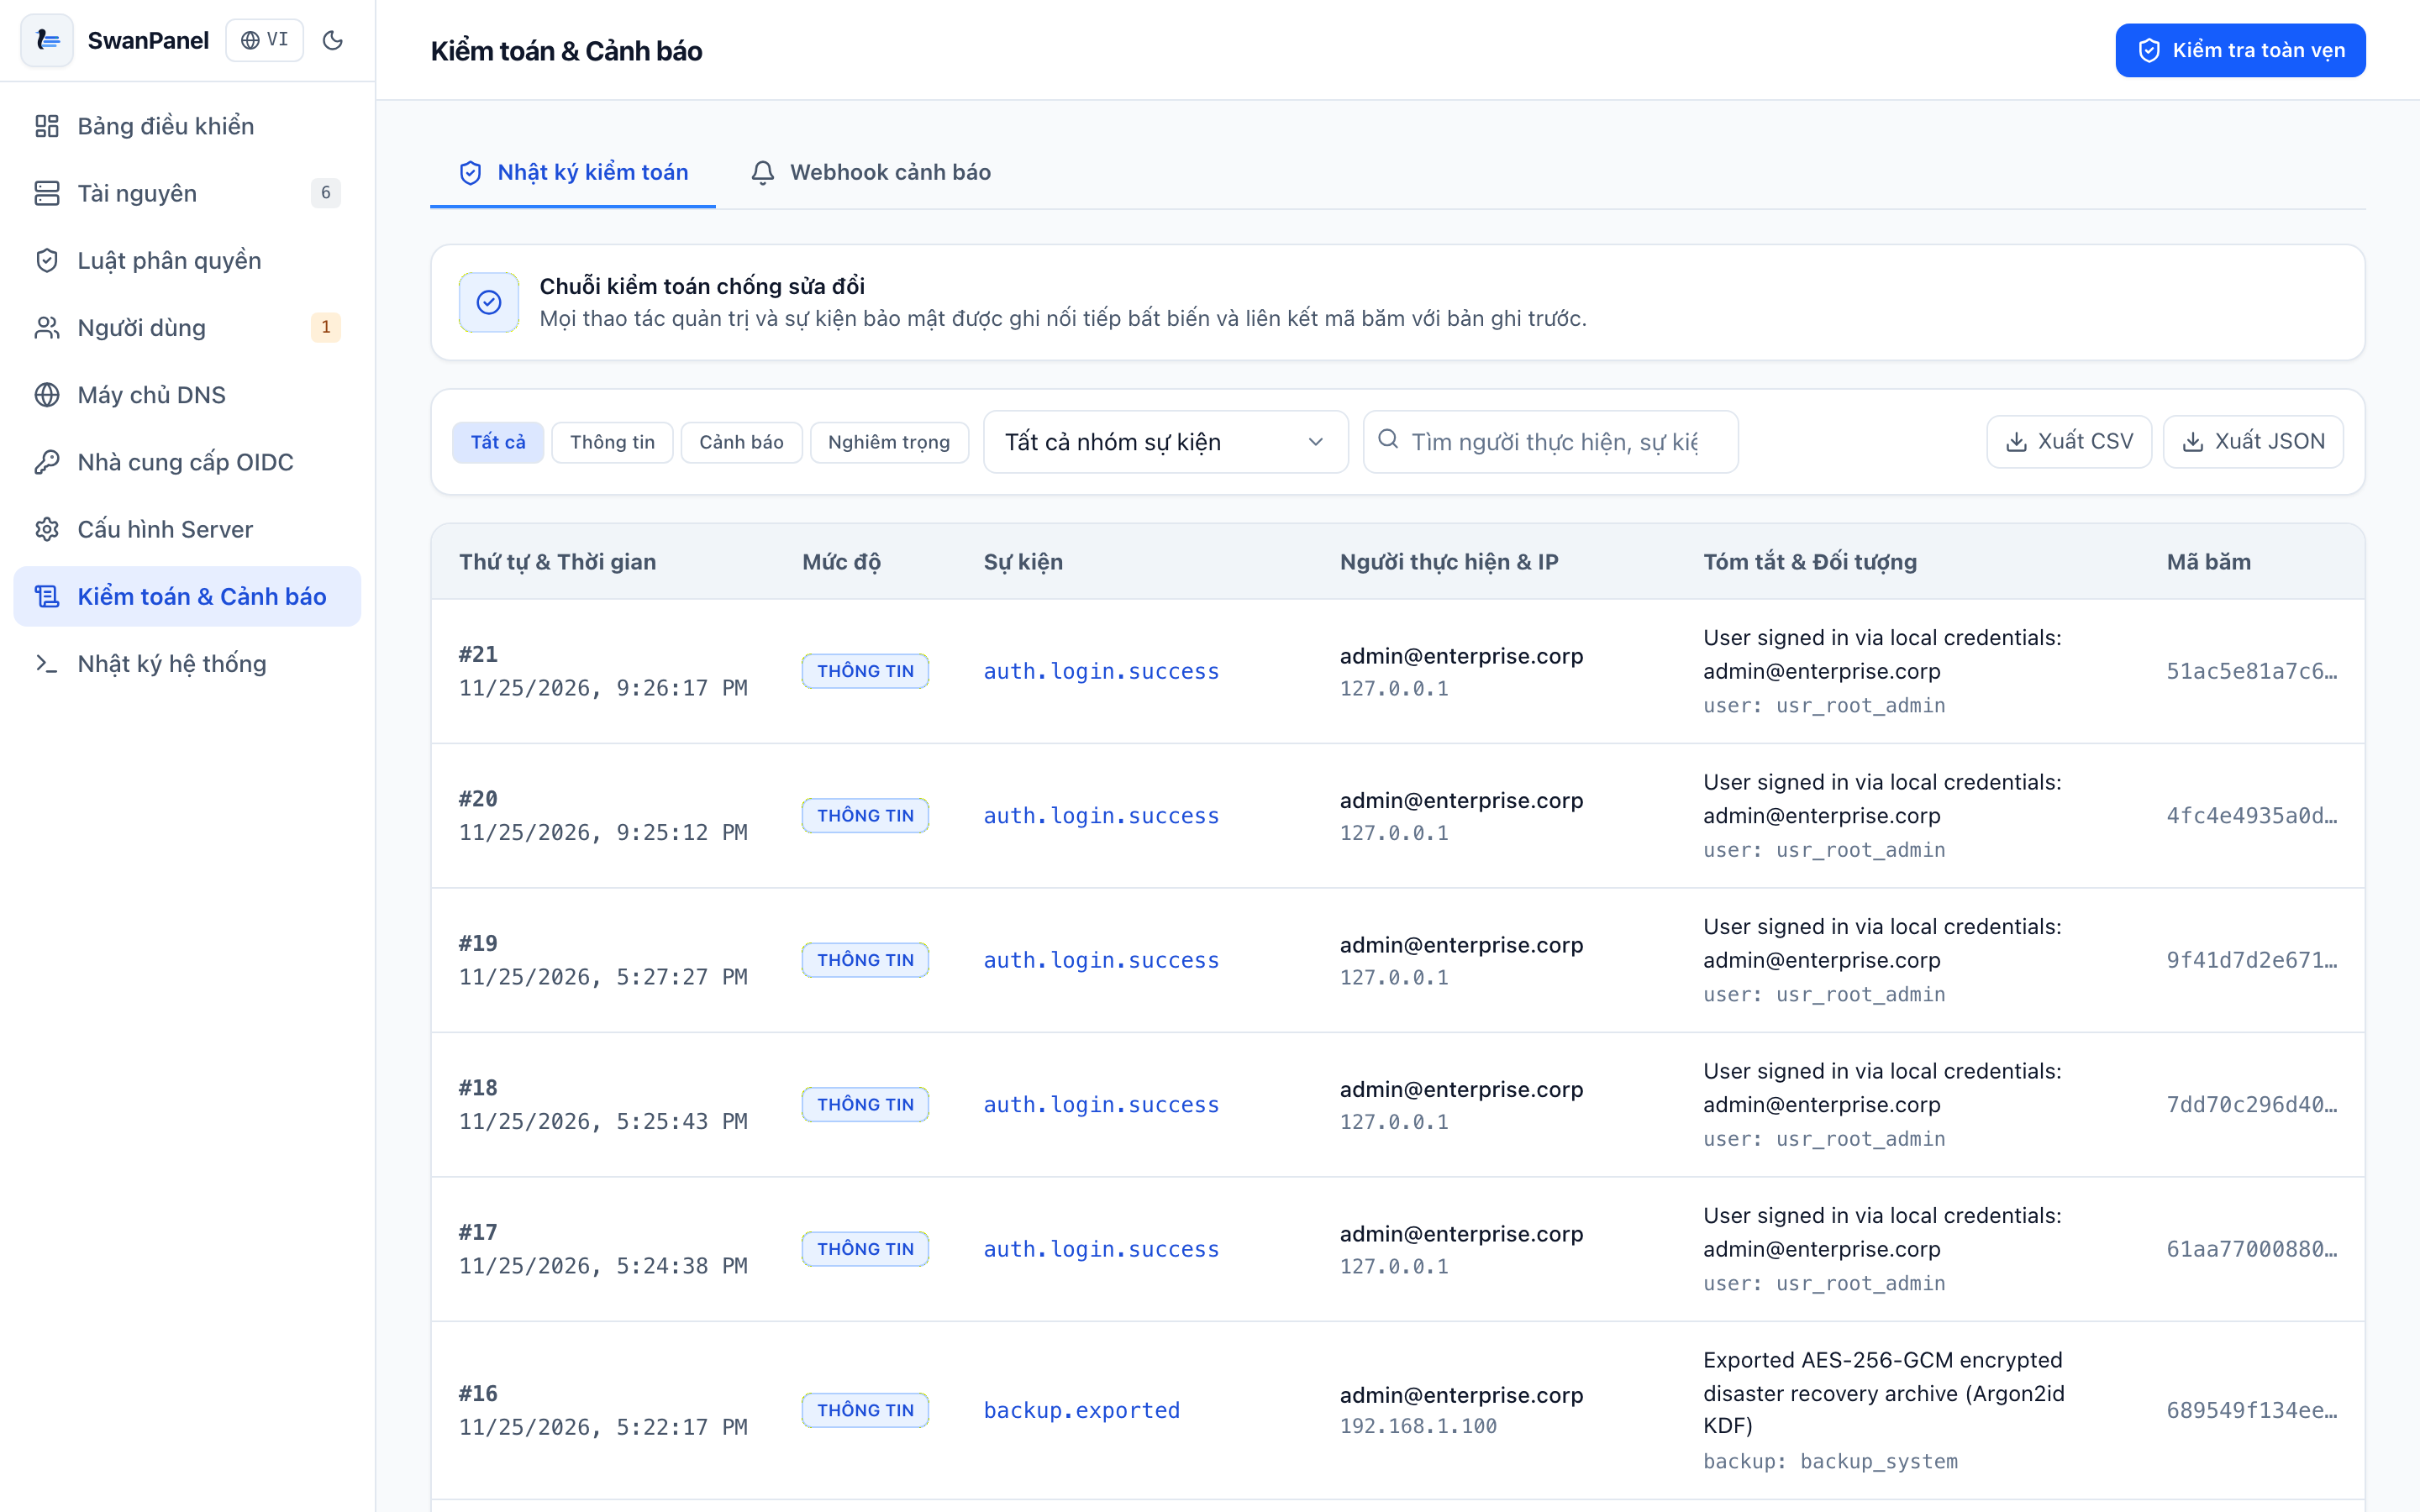 SwanPanel
VI
Bảng điều khiển
Tài nguyên
6
Luật phân quyền
Người dùng
1
Máy chủ DNS
Nhà cung cấp OIDC
Cấu hình Server
Kiểm toán & Cảnh báo
Nhật ký hệ thống
Kiểm toán & Cảnh báo
Kiểm tra toàn vẹn
Nhật ký kiểm toán
Webhook cảnh báo
Chuỗi kiểm toán chống sửa đổi
Mọi thao tác quản trị và sự kiện bảo mật được ghi nối tiếp bất biến và liên kết mã băm với bản ghi trước.
Tất cả
Thông tin
Cảnh báo
Nghiêm trọng
Tất cả nhóm sự kiện
Tìm người thực hiện, sự kiệ
Xuất CSV
Xuất JSON
Thứ tự & Thời gian
Mức độ
Sự kiện
Người thực hiện & IP
Tóm tắt & Đối tượng
Mã băm
#21
11/25/2026, 9:26:17 PM
THÔNG TIN
auth.login.success
admin@enterprise.corp
127.0.0.1
User signed in via local credentials:
admin@enterprise.corp
user: usr_root_admin
51ac5e81a7c6…
#20
11/25/2026, 9:25:12 PM
THÔNG TIN
auth.login.success
admin@enterprise.corp
127.0.0.1
User signed in via local credentials:
admin@enterprise.corp
user: usr_root_admin
4fc4e4935a0d…
#19
11/25/2026, 5:27:27 PM
THÔNG TIN
auth.login.success
admin@enterprise.corp
127.0.0.1
User signed in via local credentials:
admin@enterprise.corp
user: usr_root_admin
9f41d7d2e671…
#18
11/25/2026, 5:25:43 PM
THÔNG TIN
auth.login.success
admin@enterprise.corp
127.0.0.1
User signed in via local credentials:
admin@enterprise.corp
user: usr_root_admin
7dd70c296d40…
#17
11/25/2026, 5:24:38 PM
THÔNG TIN
auth.login.success
admin@enterprise.corp
127.0.0.1
User signed in via local credentials:
admin@enterprise.corp
user: usr_root_admin
61aa77000880…
#16
11/25/2026, 5:22:17 PM
THÔNG TIN
backup.exported
admin@enterprise.corp
192.168.1.100
Exported AES-256-GCM encrypted
disaster recovery archive (Argon2id
KDF)
backup: backup_system
689549f134ee…